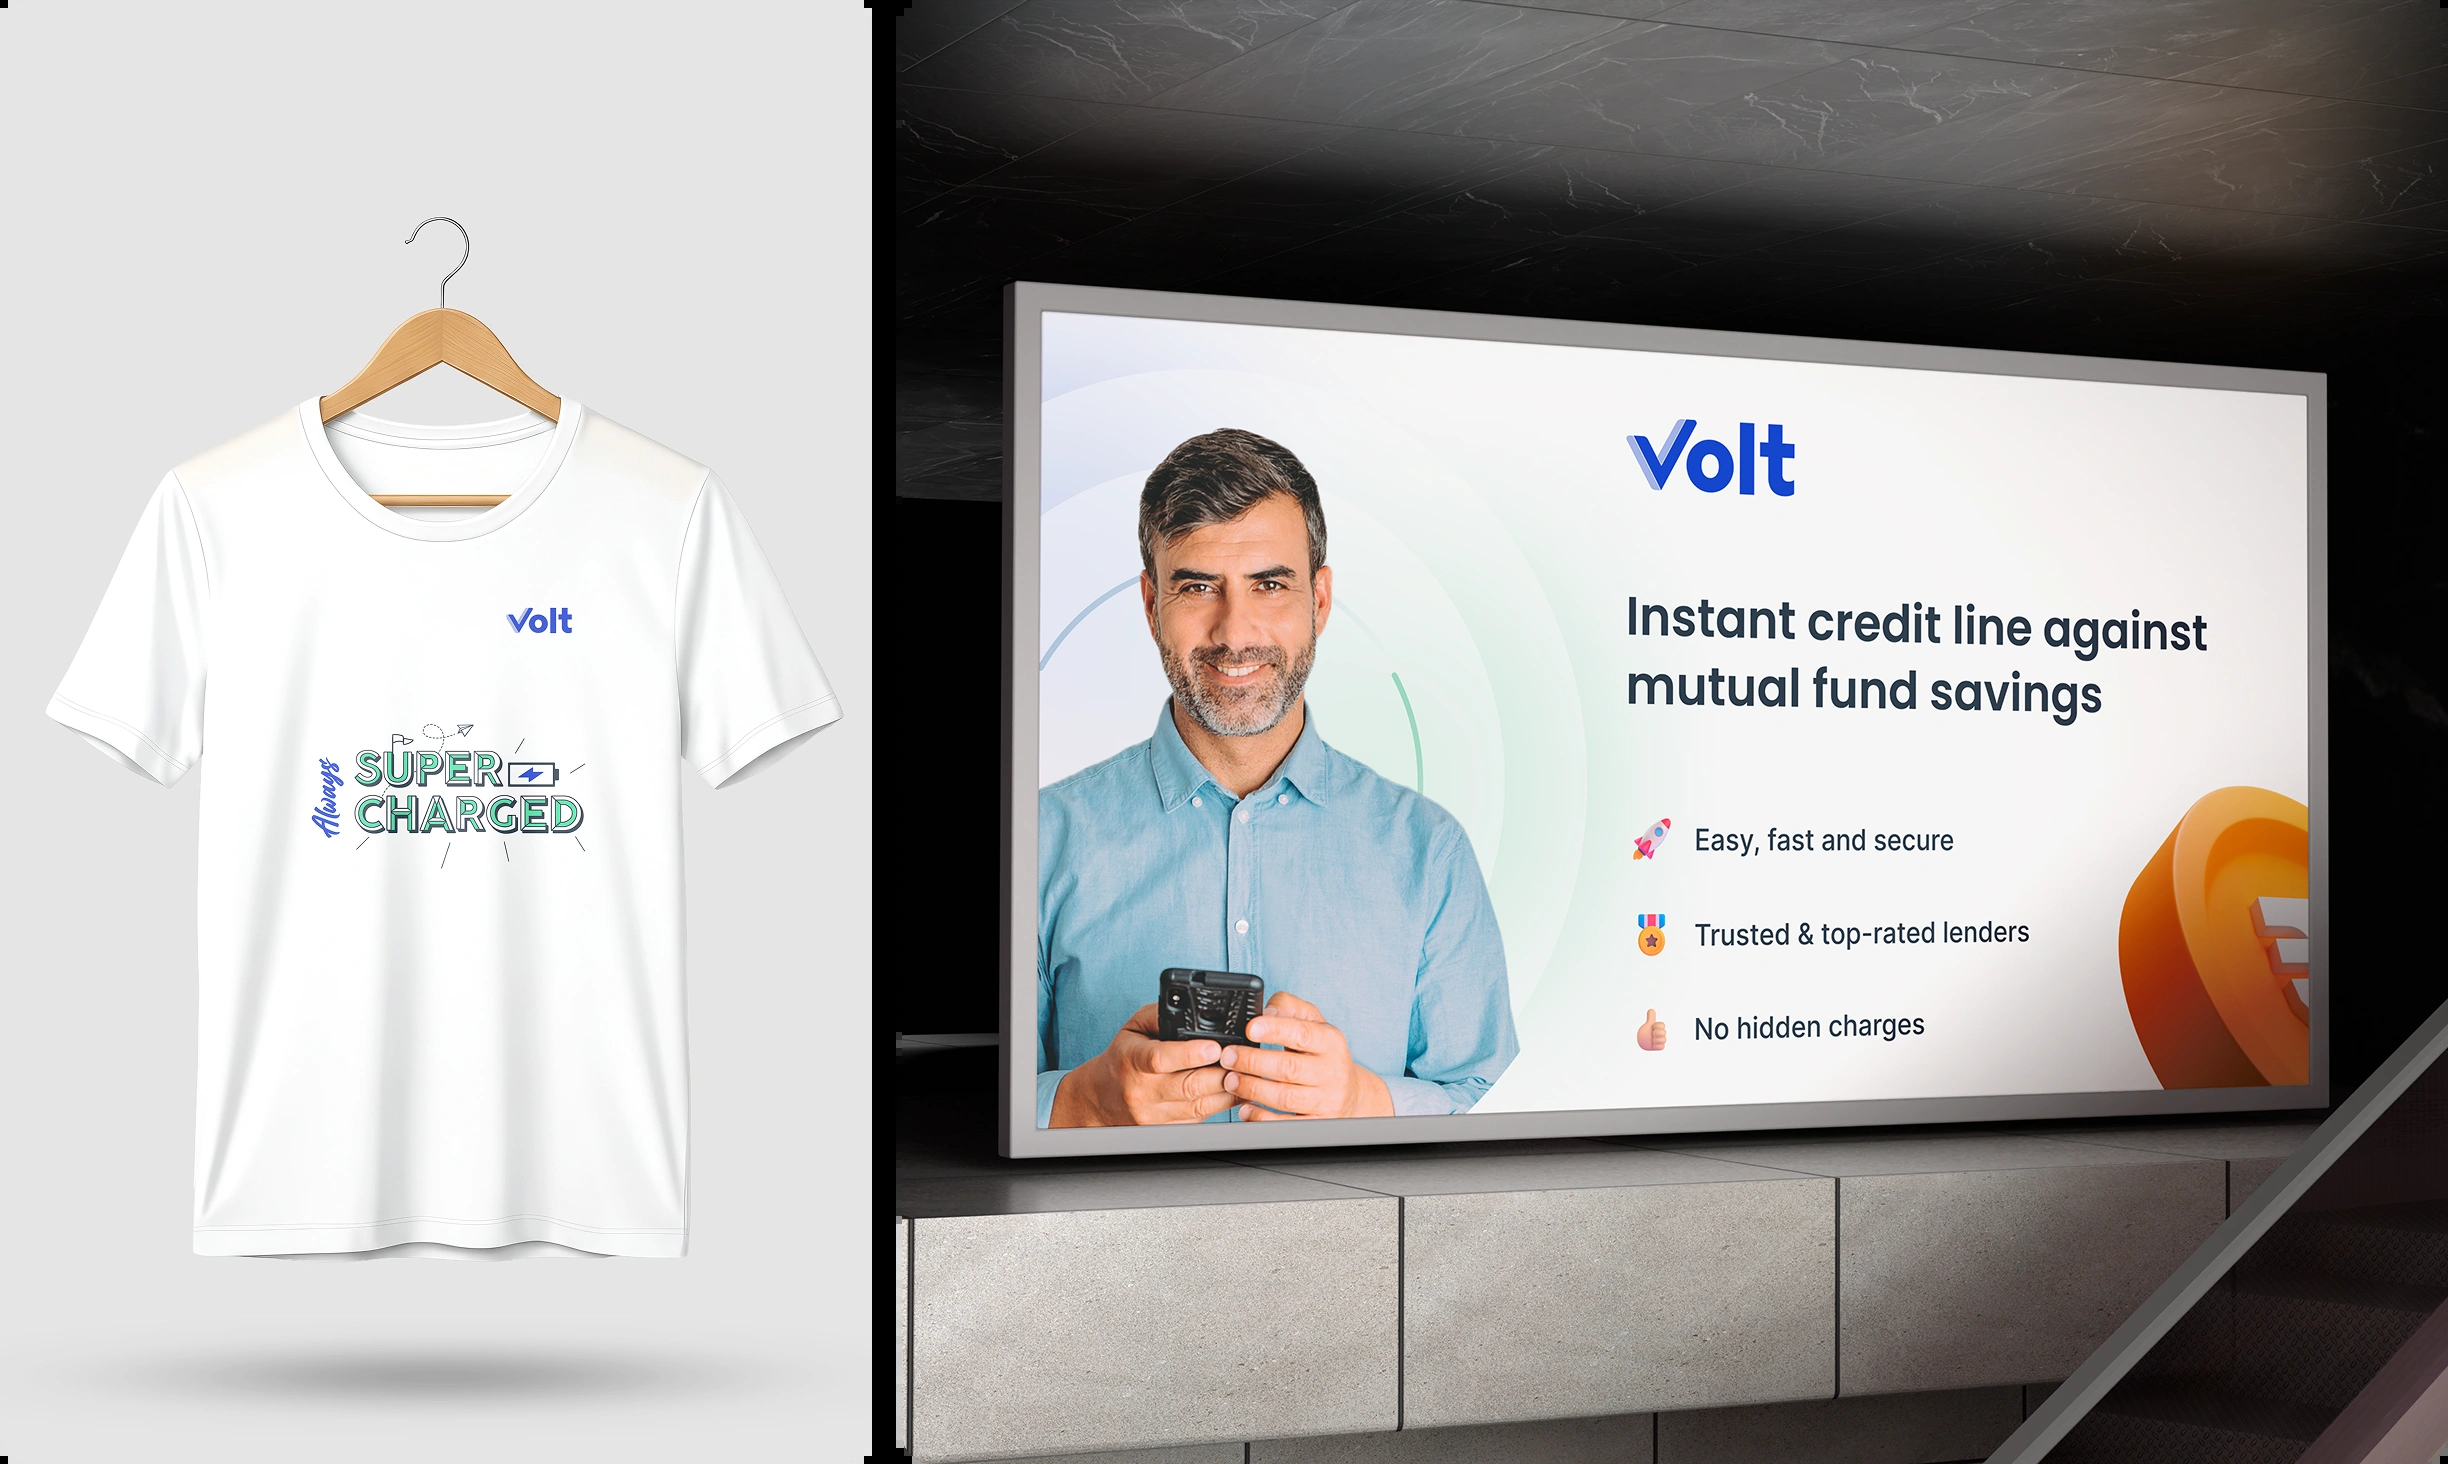 Volt
Always
SUPER
CHARGED
Volt
Instant credit line against
mutual fund savings
Easy, fast and secure
Trusted & top-rated lenders
No hidden charges